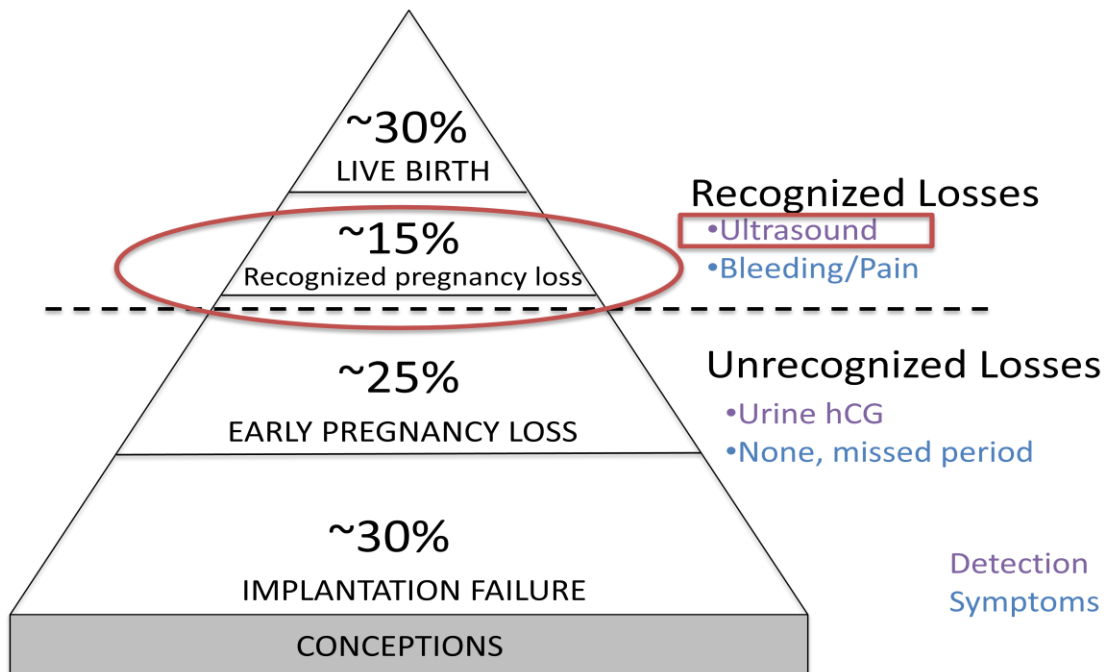 ~30%
LIVE BIRTH
~15%
Recognized pregnancy loss
~25%
EARLY PREGNANCY LOSS
~30%
IMPLANTATION FAILURE
CONCEPTIONS
Recognized Losses
•Ultrasound
•Bleeding/Pain
Unrecognized Losses
•Urine hCG
•None, missed period
Detection
Symptoms